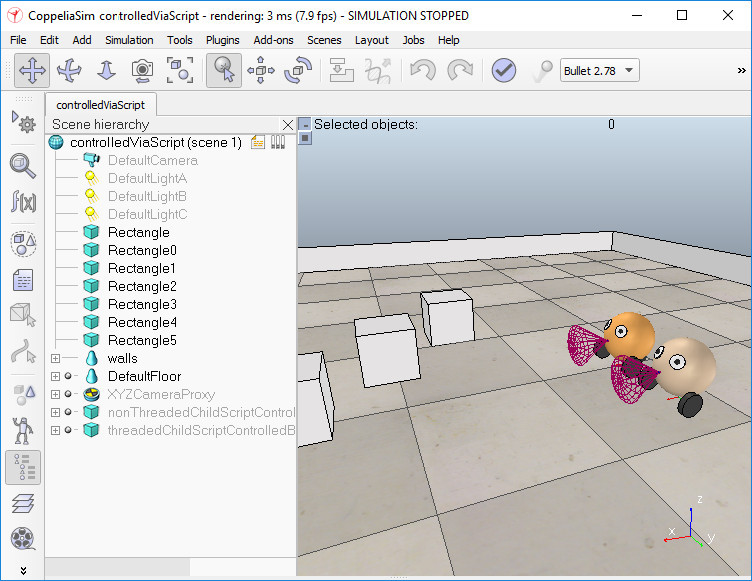 CoppeliaSim controlledViaScript - rendering: 3 ms (7.9 fps) - SIMULATION STOPPED
File Edit Add Simulation Tools Plugins Add-ons Scenes Layout Jobs Help
Bullet 2.78
»
controlledViaScript
Scene hierarchy
Selected objects: 0
controlledViaScript (scene 1)
DefaultCamera
DefaultLightA
DefaultLightB
DefaultLightC
Rectangle
Rectangle0
Rectangle1
Rectangle2
Rectangle3
Rectangle4
Rectangle5
walls
DefaultFloor
XYZCameraProxy
nonThreadedChildScriptControl
threadedChildScriptControlledB
f(x)
z
x
y